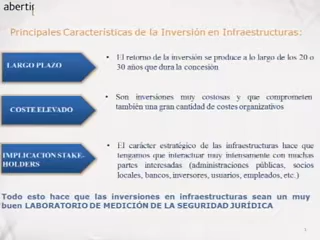 abertis
Principales Características de la Inversión en Infraestructuras:
LARGO PLAZO
• El retorno de la inversión se produce a lo largo de los 20 o
30 años que dura la concesión
COSTE ELEVADO
• Son inversiones muy costosas y que comprometen
también una gran cantidad de costes organizativos
IMPLICACION STAKE-
HOLDERS
• El carácter estratégico de las infraestructuras hace que
tengamos que interactuar muy intensamente con muchas
partes interesadas (administraciones públicas, socios
locales, bancos, inversores, usuarios, empleados, etc.)
Todo esto hace que las inversiones en infraestructuras sean un muy
buen LABORATORIO DE MEDICIÓN DE LA SEGURIDAD JURÍDICA